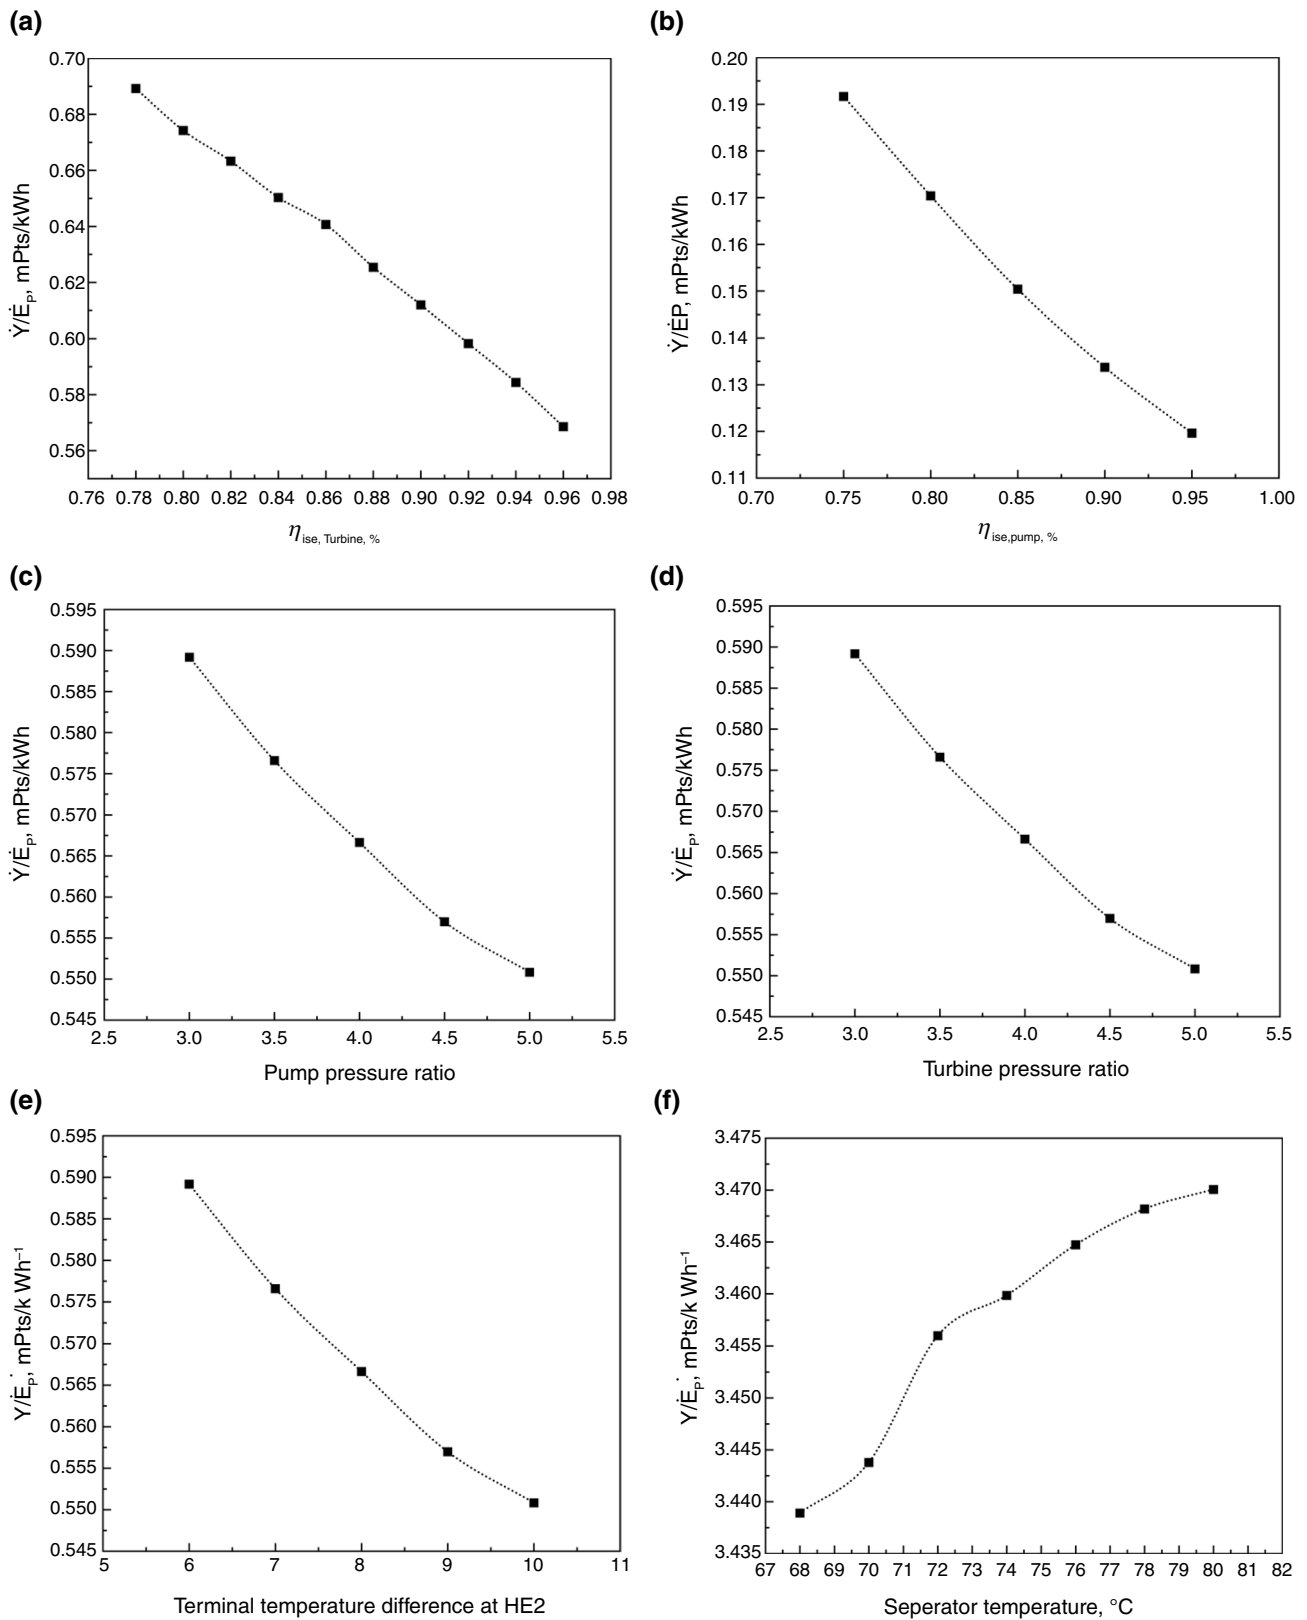 (a)
0.70
0.68
0.66
0.64
0.62
0.60
0.58
0.56
Ẏ/Ėₚ, mPts/kWh
0.76 0.78 0.80 0.82 0.84 0.86 0.88 0.90 0.92 0.94 0.96 0.98
η ise, Turbine, %
(b)
0.20
0.19
0.18
0.17
0.16
0.15
0.14
0.13
0.12
0.11
Ẏ/ĖP, mPts/kWh
0.70 0.75 0.80 0.85 0.90 0.95 1.00
η ise,pump, %
(c)
0.595
0.590
0.585
0.580
0.575
0.570
0.565
0.560
0.555
0.550
0.545
Ẏ/Ėₚ, mPts/kWh
2.5 3.0 3.5 4.0 4.5 5.0 5.5
Pump pressure ratio
(d)
0.595
0.590
0.585
0.580
0.575
0.570
0.565
0.560
0.555
0.550
0.545
Ẏ/Ėₚ, mPts/kWh
2.5 3.0 3.5 4.0 4.5 5.0 5.5
Turbine pressure ratio
(e)
0.595
0.590
0.585
0.580
0.575
0.570
0.565
0.560
0.555
0.550
0.545
Y/Ėₚ˙, mPts/k Wh⁻¹
5 6 7 8 9 10 11
Terminal temperature difference at HE2
(f)
3.475
3.470
3.465
3.460
3.455
3.450
3.445
3.440
3.435
Y/Ėₚ˙, mPts/k Wh⁻¹
67 68 70 71 72 74 75 76 77 78 79 80 82
Seperator temperature, °C